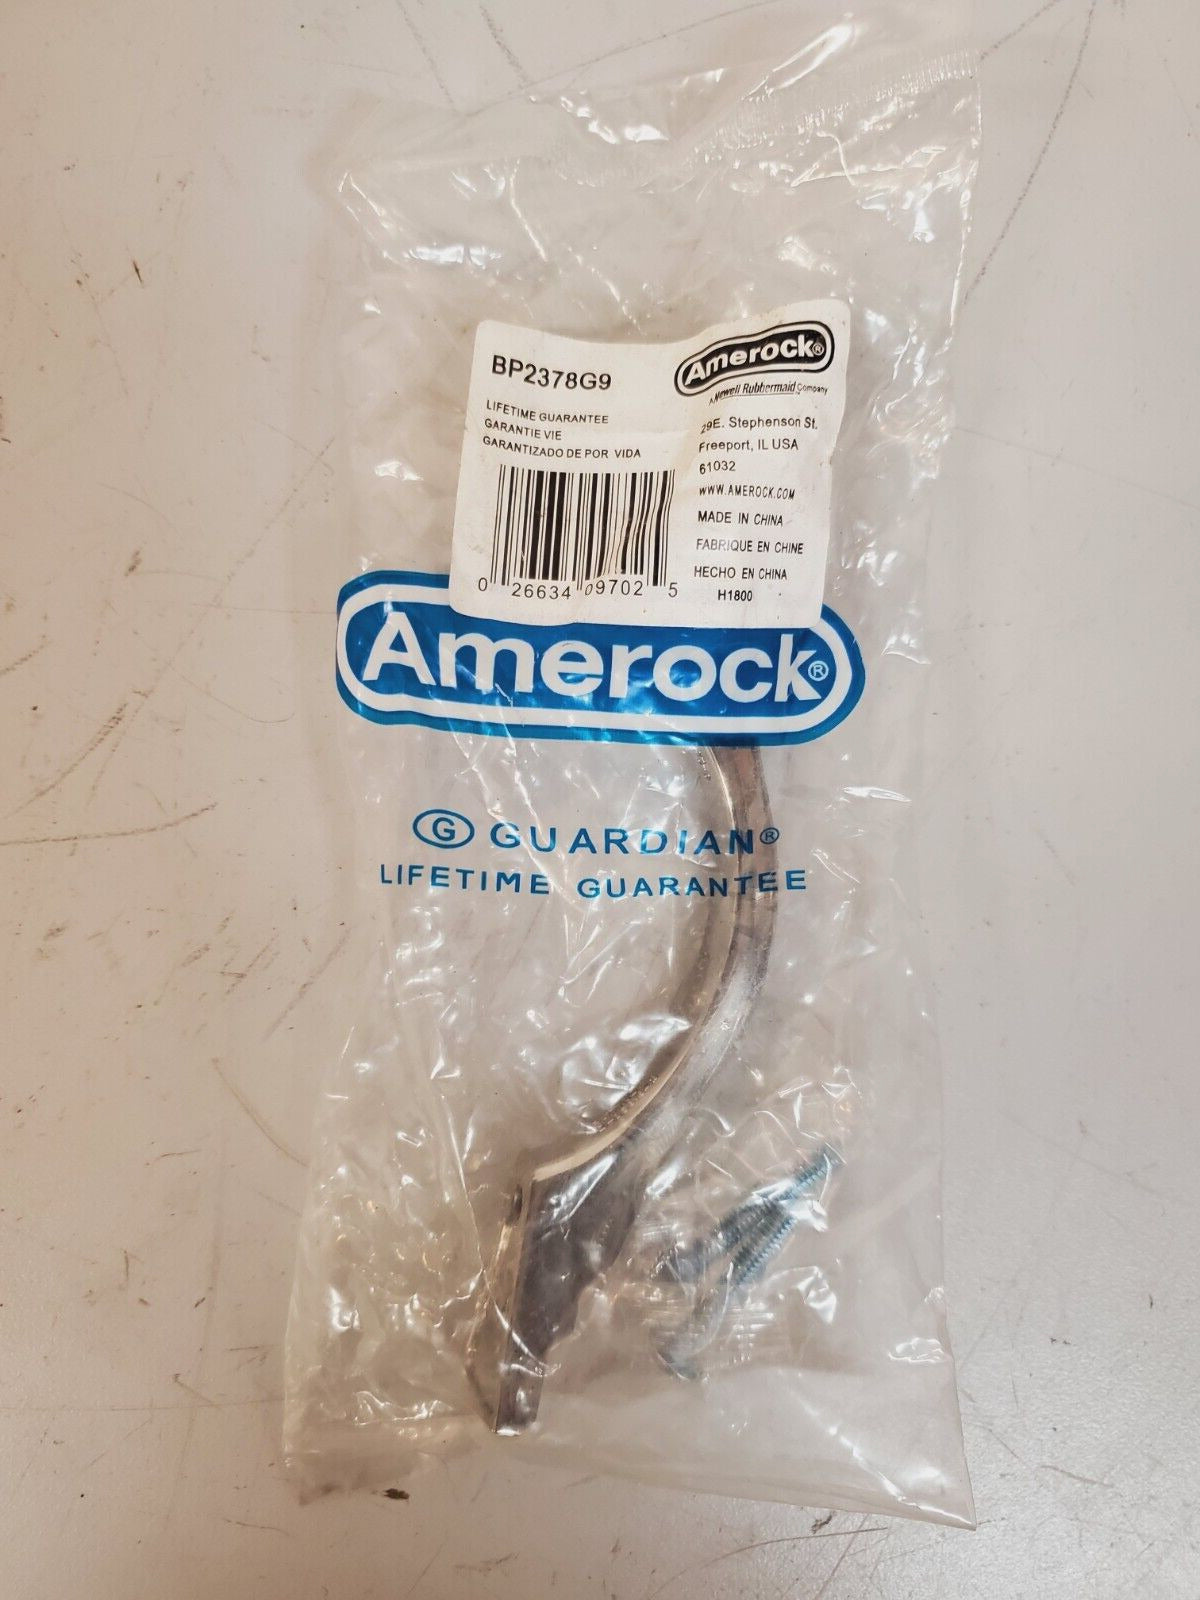 BP2378G9
Amerock®
A Newell Rubbermaid Company
LIFETIME GUARANTEE
GARANTIE VIE
GARANTIZADO DE POR VIDA
29E. Stephenson St.
Freeport, IL USA
61032
WWW.AMEROCK.COM
MADE IN CHINA
FABRIQUE EN CHINE
HECHO EN CHINA
H1800
0 26634 09702 5
Amerock®
G GUARDIAN®
LIFETIME GUARANTEE